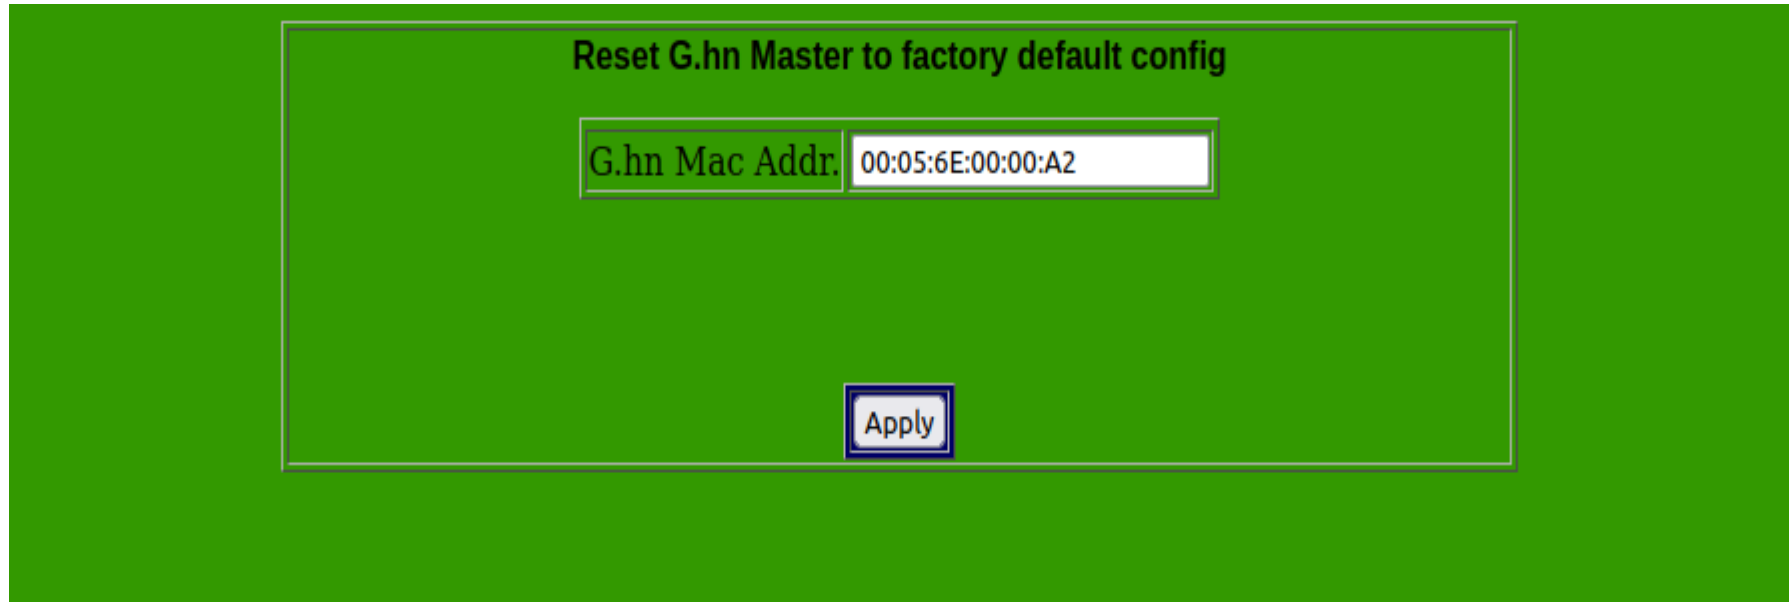 Reset G.hn Master to factory default config
G.hn Mac Addr. 00:05:6E:00:00:A2
Apply